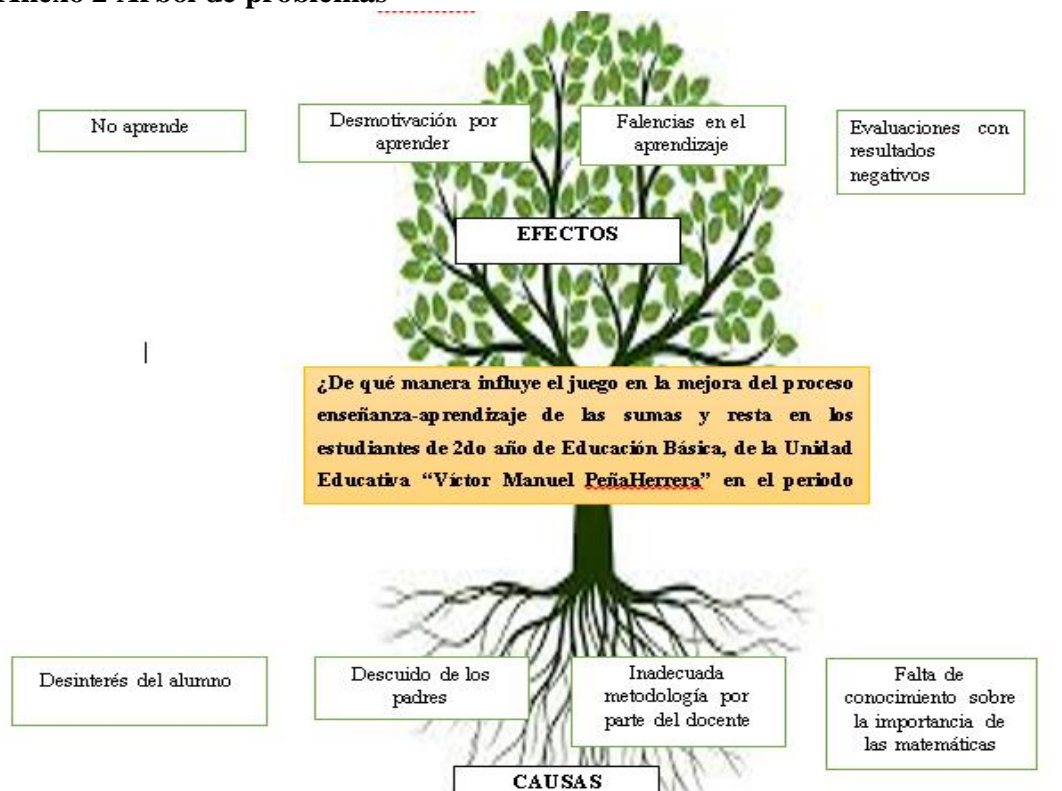 Anexo 2 Árbol de problemas
No aprende
Desmotivación por
aprender
Falencias en el
aprendizaje
Evaluaciones con
resultados
negativos
EFECTOS
¿De qué manera influye el juego en la mejora del proceso
enseñanza-aprendizaje de las sumas y resta en los
estudiantes de 2do año de Educación Básica, de la Unidad
Educativa “Víctor Manuel PeñaHerrera” en el periodo
Desinterés del alumno
Descuido de los
padres
Inadecuada
metodología por
parte del docente
Falta de
conocimiento sobre
la importancia de
las matemáticas
CAUSAS